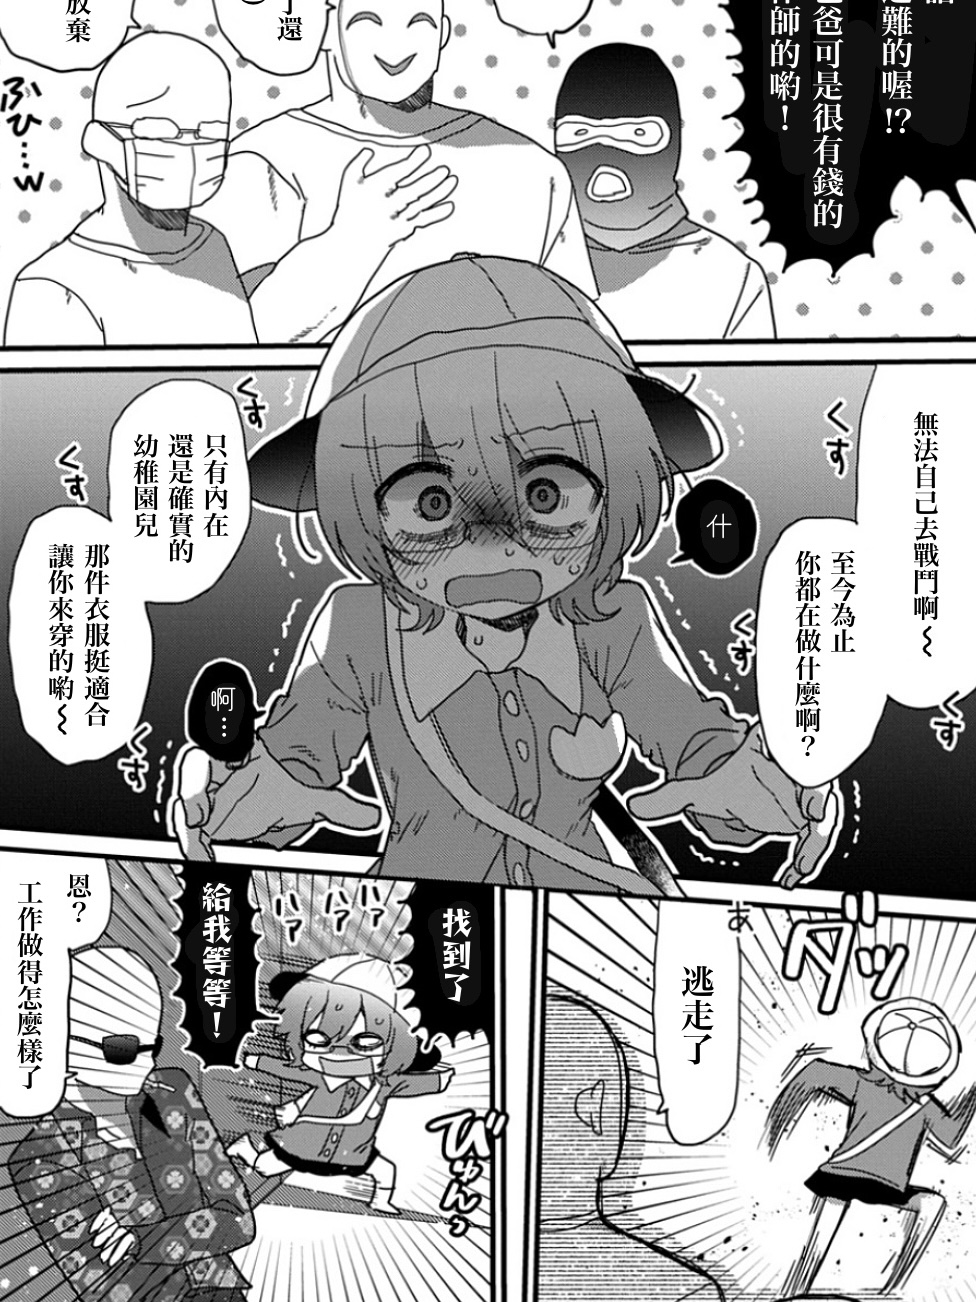 難的喔!?
爸可是很有錢的
師的喲!
還
放棄
ふひ…w
無法自己去戰鬥啊~
至今為止
你都在做什麼啊?
什
只有內在
還是確實的
幼稚園兒
那件衣服挺適合
讓你來穿的喲~
啊…
くす
くす
くす
くす
くす
くす
くす
くす
あ
ダッ
逃走了
找到了
給我等等!
ハァ
ハァ
びゅんっ
恩?
工作做得怎麼樣了